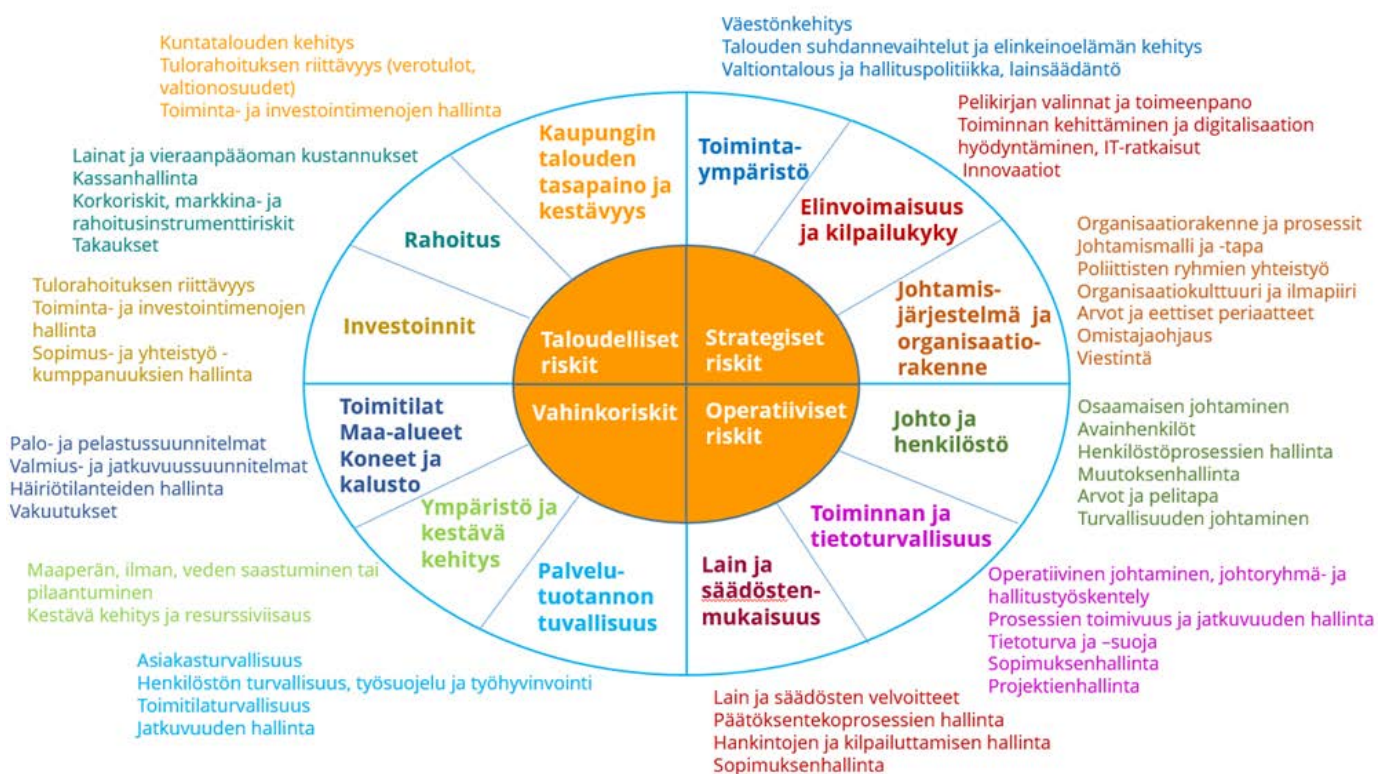 Väestönkehitys
Talouden suhdannevaihtelut ja elinkeinoelämän kehitys
Valtiontalous ja hallituspolitiikka, lainsäädäntö
Kuntatalouden kehitys
Tulorahoituksen riittävyys (verotulot,
valtionosuudet)
Toiminta- ja investointimenojen hallinta
Pelikirjan valinnat ja toimeenpano
Toiminnan kehittäminen ja digitalisaation
hyödyntäminen, IT-ratkaisut
Innovaatiot
Lainat ja vieraanpääoman kustannukset
Kassanhallinta
Korkoriskit, markkina- ja
rahoitusinstrumenttiriskit
Takaukset
Kaupungin
talouden
tasapaino ja
kestävyys
Toiminta-
ympäristö
Elinvoimaisuus
ja kilpailukyky
Rahoitus
Organisaatiorakenne ja prosessit
Johtamismalli ja -tapa
Poliittisten ryhmien yhteistyö
Organisaatiokulttuuri ja ilmapiiri
Arvot ja eettiset periaatteet
Omistajaohjaus
Viestintä
Tulorahoituksen riittävyys
Toiminta- ja investointimenojen
hallinta
Sopimus- ja yhteistyö -
kumppanuuksien hallinta
Investoinnit
Taloudelliset
riskit
Strategiset
riskit
Johtamis-
järjestelmä ja
organisaatio-
rakenne
Toimitilat
Maa-alueet
Koneet ja
kalusto
Vahinkoriskit
Operatiiviset
riskit
Johto ja
henkilöstö
Osaamaisen johtaminen
Avainhenkilöt
Henkilöstöprosessien hallinta
Muutoksenhallinta
Arvot ja pelitapa
Turvallisuuden johtaminen
Palo- ja pelastussuunnitelmat
Valmius- ja jatkuvuussuunnitelmat
Häiriötilanteiden hallinta
Vakuutukset
Ympäristö ja
kestävä
kehitys
Palvelu-
tuotannon
tuvallisuus
Lain ja
säädösten-
mukaisuus
Toiminnan ja
tietoturvallisuus
Maaperän, ilman, veden saastuminen tai
pilaantuminen
Kestävä kehitys ja resurssiviisaus
Operatiivinen johtaminen, johtoryhmä- ja
hallitustyöskentely
Prosessien toimivuus ja jatkuvuuden hallinta
Tietoturva ja –suoja
Sopimuksenhallinta
Projektienhallinta
Asiakasturvallisuus
Henkilöstön turvallisuus, työsuojelu ja työhyvinvointi
Toimitilaturvallisuus
Jatkuvuuden hallinta
Lain ja säädösten velvoitteet
Päätöksentekoprosessien hallinta
Hankintojen ja kilpailuttamisen hallinta
Sopimuksenhallinta